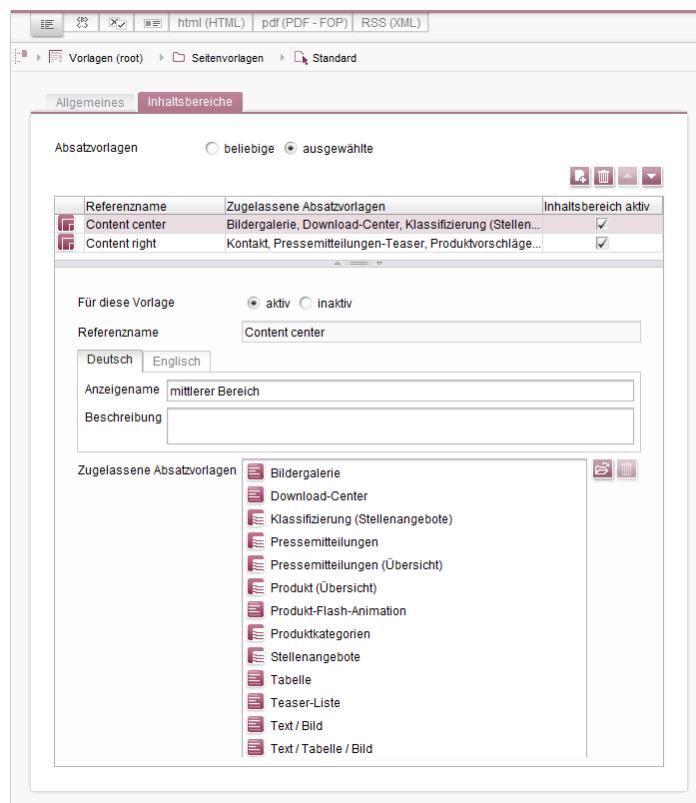 html (HTML) pdf (PDF - FOP) RSS (XML)
Vorlagen (root) Seitenvorlagen Standard
Allgemeines Inhaltsbereiche
Absatzvorlagen beliebige ausgewählte
Referenzname Zugelassene Absatzvorlagen Inhaltsbereich aktiv
Content center Bildergalerie, Download-Center, Klassifizierung (Stellen...
Content right Kontakt, Pressemitteilungen-Teaser, Produktvorschläge...
Für diese Vorlage aktiv inaktiv
Referenzname Content center
Deutsch Englisch
Anzeigename mittlerer Bereich
Beschreibung
Zugelassene Absatzvorlagen Bildergalerie
Download-Center
Klassifizierung (Stellenangebote)
Pressemitteilungen
Pressemitteilungen (Übersicht)
Produkt (Übersicht)
Produkt-Flash-Animation
Produktkategorien
Stellenangebote
Tabelle
Teaser-Liste
Text / Bild
Text / Tabelle / Bild